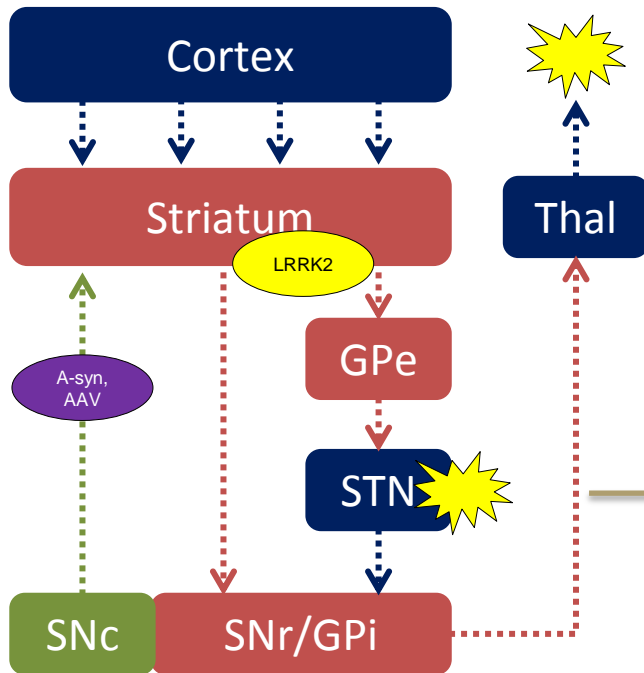 Cortex
Striatum
Thal
LRRK2
GPe
A-syn,
AAV
STN
SNc
SNr/GPi